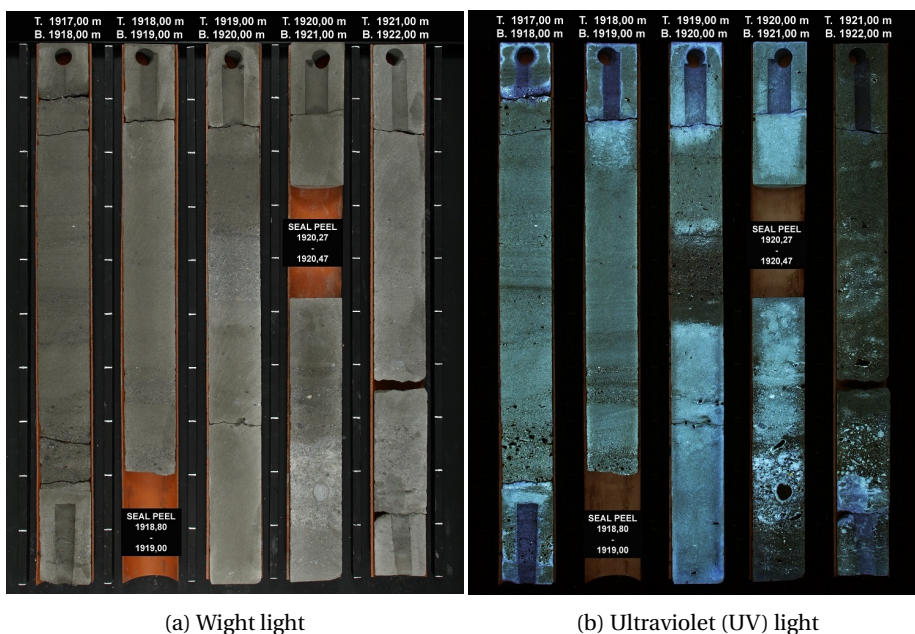 T. 1917,00 m T. 1918,00 m T. 1919,00 m T. 1920,00 m T. 1921,00 m
B. 1918,00 m B. 1919,00 m B. 1920,00 m B. 1921,00 m B. 1922,00 m
SEAL PEEL
1920,27
-
1920,47
SEAL PEEL
1918,80
-
1919,00
(a) Wight light
T. 1917,00 m T. 1918,00 m T. 1919,00 m T. 1920,00 m T. 1921,00 m
B. 1918,00 m B. 1919,00 m B. 1920,00 m B. 1921,00 m B. 1922,00 m
SEAL PEEL
1920,27
-
1920,47
SEAL PEEL
1918,80
-
1919,00
(b) Ultraviolet (UV) light